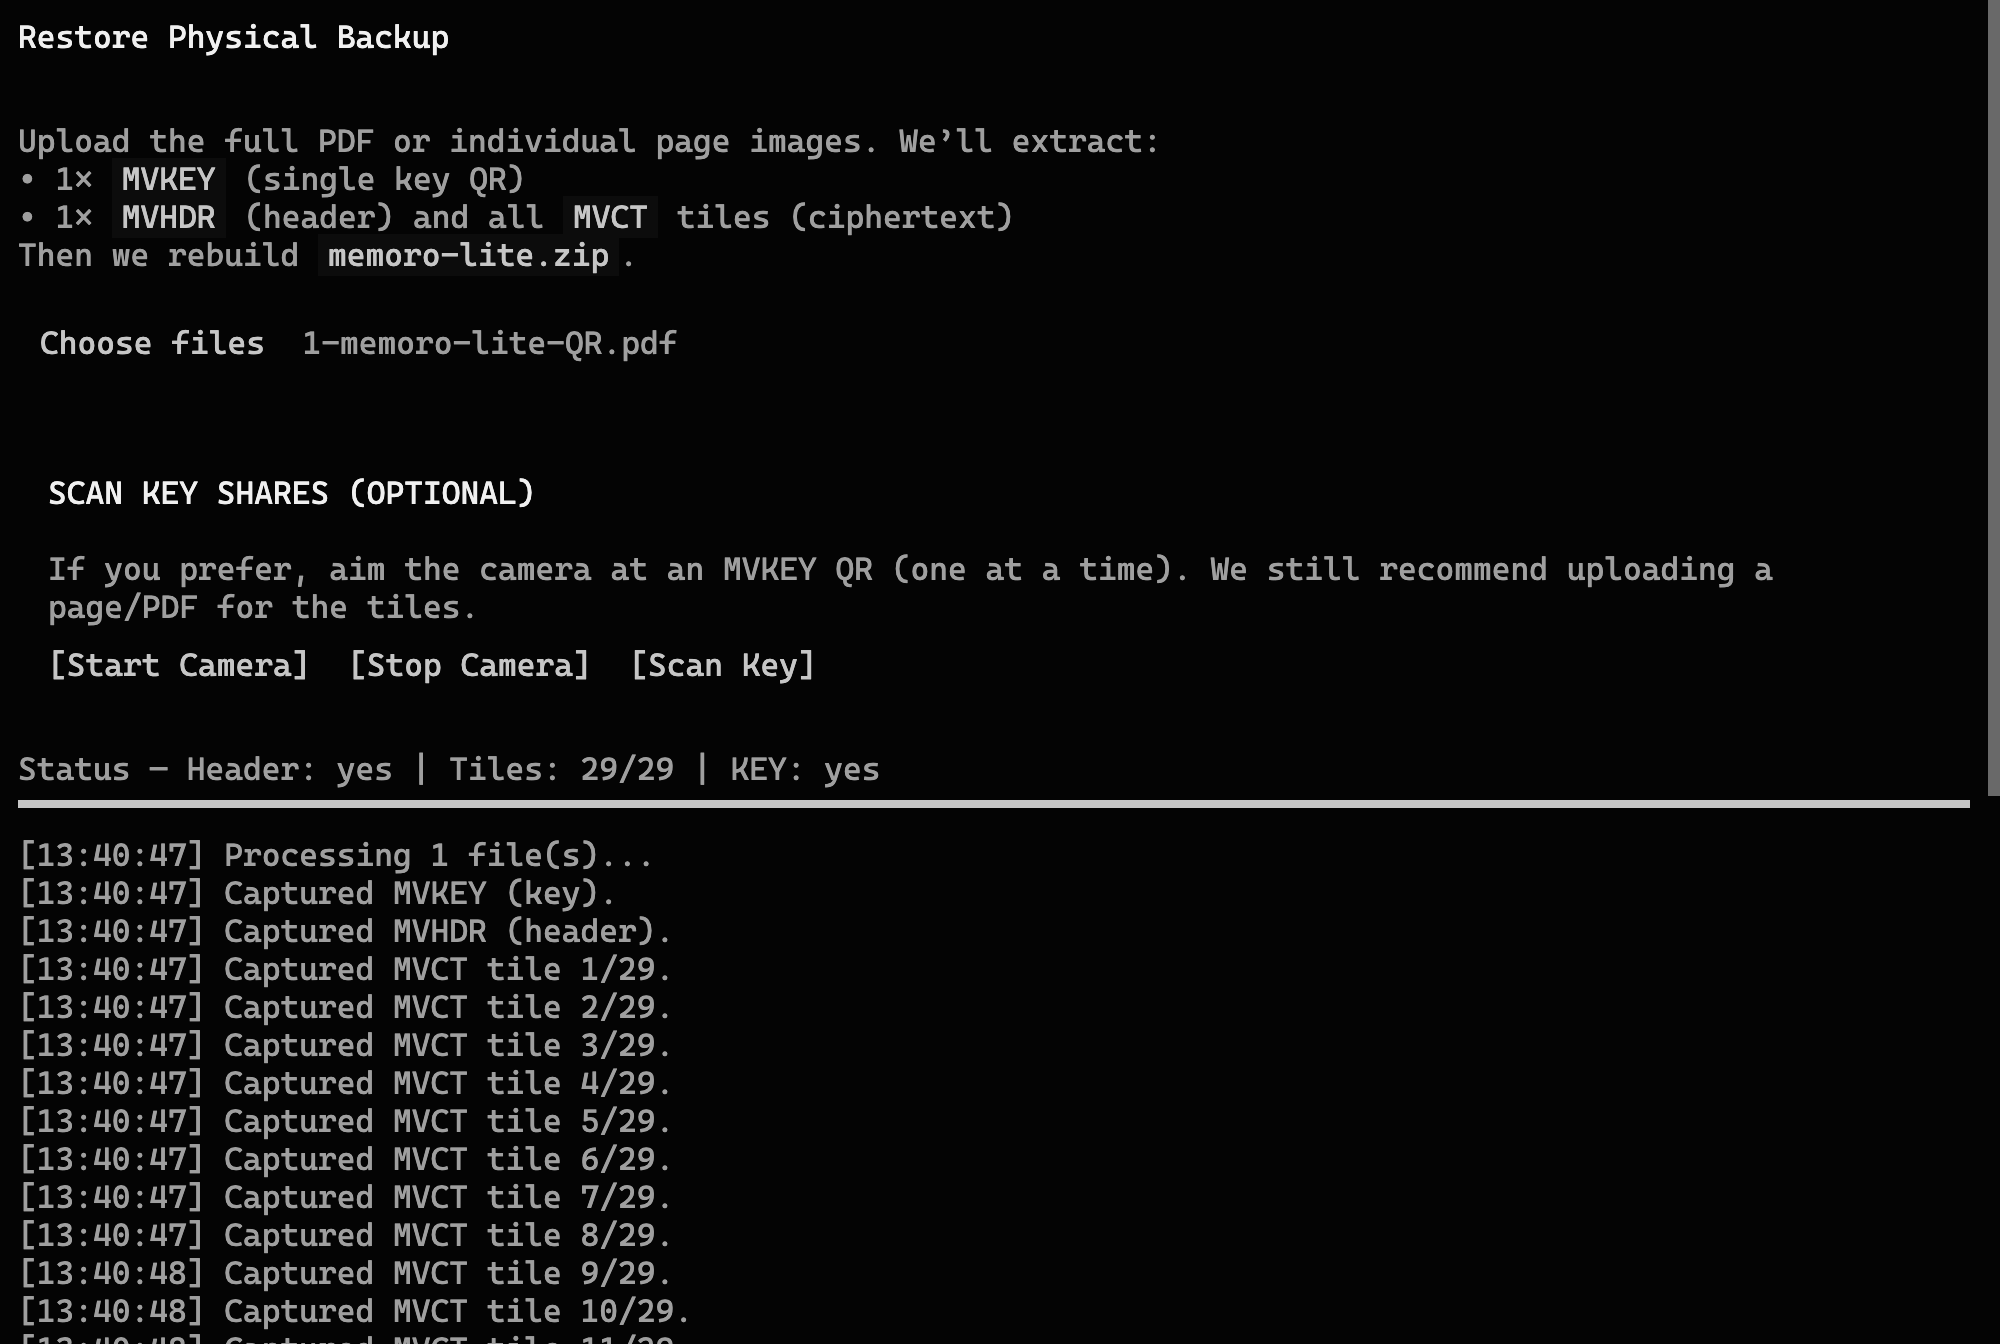 Restore Physical Backup
Upload the full PDF or individual page images. We’ll extract:
• 1× MVKEY (single key QR)
• 1× MVHDR (header) and all MVCT tiles (ciphertext)
Then we rebuild memoro-lite.zip.
Choose files 1-memoro-lite-QR.pdf
SCAN KEY SHARES (OPTIONAL)
If you prefer, aim the camera at an MVKEY QR (one at a time). We still recommend uploading a
page/PDF for the tiles.
[Start Camera] [Stop Camera] [Scan Key]
Status — Header: yes | Tiles: 29/29 | KEY: yes
[13:40:47] Processing 1 file(s)...
[13:40:47] Captured MVKEY (key).
[13:40:47] Captured MVHDR (header).
[13:40:47] Captured MVCT tile 1/29.
[13:40:47] Captured MVCT tile 2/29.
[13:40:47] Captured MVCT tile 3/29.
[13:40:47] Captured MVCT tile 4/29.
[13:40:47] Captured MVCT tile 5/29.
[13:40:47] Captured MVCT tile 6/29.
[13:40:47] Captured MVCT tile 7/29.
[13:40:47] Captured MVCT tile 8/29.
[13:40:48] Captured MVCT tile 9/29.
[13:40:48] Captured MVCT tile 10/29.
[13:40:48] Captured MVCT tile 11/29.